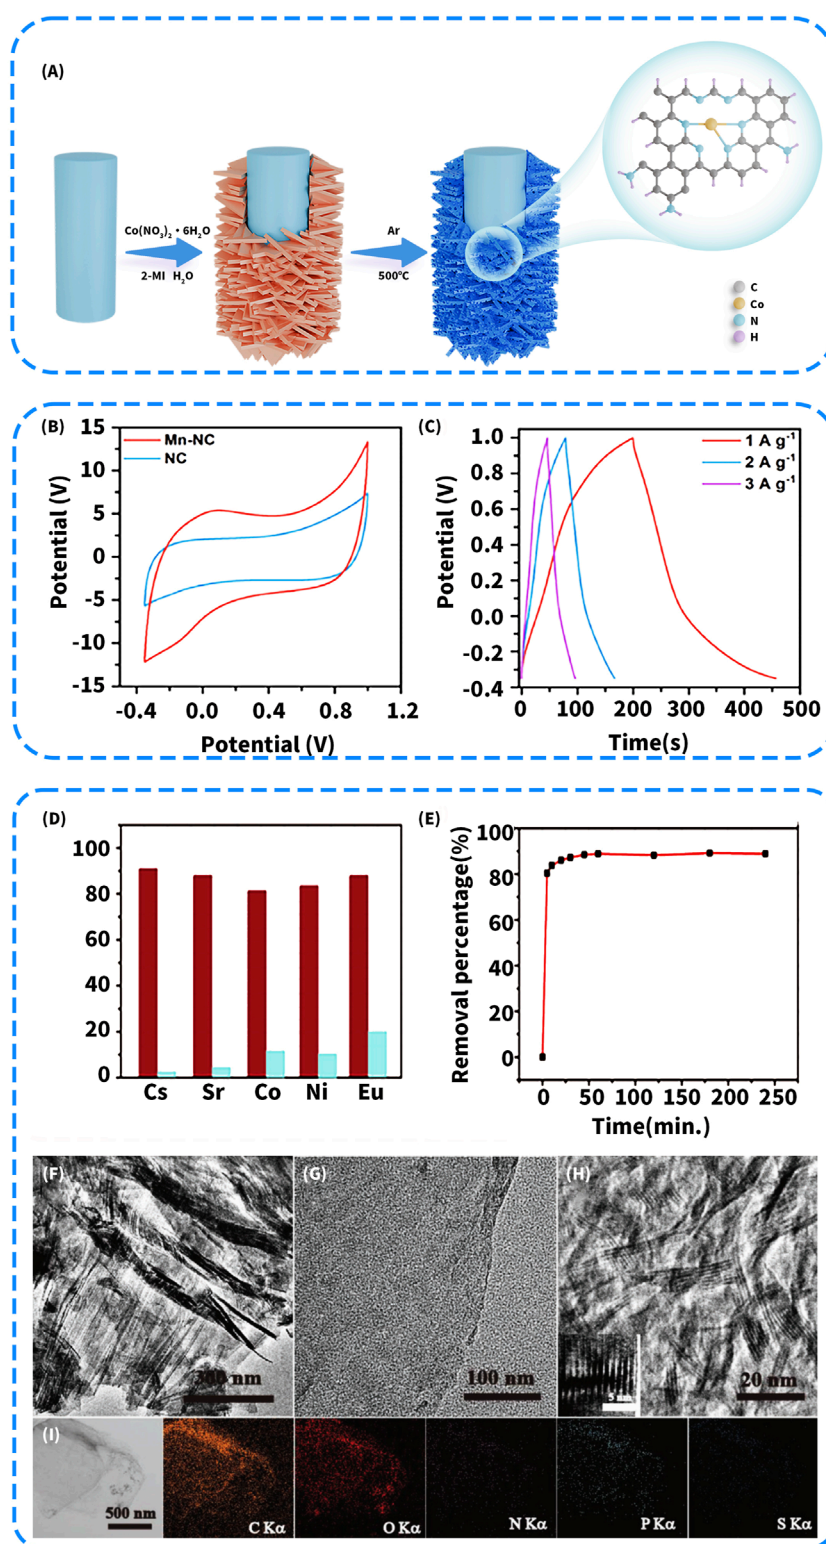 (A)
Co(NO₃)₂ • 6H₂O
2-MI H₂O
Ar
500℃
C
Co
N
H
(B)
Mn-NC
NC
15
10
5
0
-5
-10
-15
Potential (V)
-0.4 0.0 0.4 0.8 1.2
Potential (V)
(C)
1 A g⁻¹
2 A g⁻¹
3 A g⁻¹
1.0
0.8
0.6
0.4
0.2
0.0
-0.2
-0.4
Potential (V)
0 100 200 300 400 500
Time(s)
(D)
100
80
60
40
20
0
Cs Sr Co Ni Eu
(E)
100
80
60
40
20
0
Removal percentage(%)
0 50 100 150 200 250
Time(min.)
(F)
300 nm
(G)
100 nm
(H)
5 nm
20 nm
(I)
500 nm
C Kα
O Kα
N Kα
P Kα
S Kα